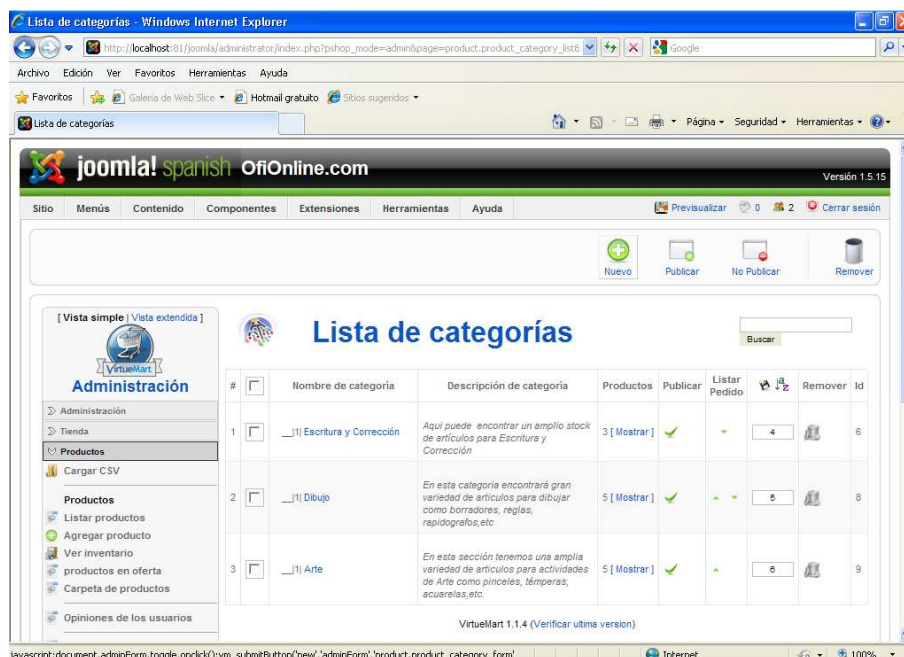 Lista de categorías - Windows Internet Explorer
http://localhost:81/joomla/administrator/index.php?pshop_mode=admin&page=product.product_category_list&
Google
Archivo Edición Ver Favoritos Herramientas Ayuda
Favoritos Galería de Web Slice Hotmail gratuito Sitios sugeridos
Lista de categorías Página Seguridad Herramientas
joomla! spanish OfiOnline.com
Versión 1.5.15
Sitio Menús Contenido Componentes Extensiones Herramientas Ayuda Previsualizar 0 2 Cerrar sesión
Nuevo Publicar No Publicar Remover
[ Vista simple | Vista extendida ]
VirtueMart
Administración
Administración
Tienda
Productos
Cargar CSV
Productos
Listar productos
Agregar producto
Ver inventario
productos en oferta
Carpeta de productos
Opiniones de los usuarios
Lista de categorías
Buscar
# Nombre de categoría Descripción de categoría Productos Publicar Listar Pedido a z Remover Id
1 __|1| Escritura y Corrección Aqui puede encontrar un amplio stock de artículos para Escritura y Corrección 3 [ Mostrar ] 4 6
2 __|1| Dibujo En esta categoria encontrará gran variedad de articulos para dibujar como borradores, reglas, rapidografos,etc 5 [ Mostrar ] 5 8
3 __|1| Arte En esta sección tenemos una amplia variedad de articulos para actividades de Arte como pinceles, témperas, acuarelas,etc. 5 [ Mostrar ] 6 9
VirtueMart 1.1.4 (Verificar ultima version)
javascript:document.adminForm.toggle.onclick();vm_submitButton('new','adminForm','product.product_category_form' Internet 100%